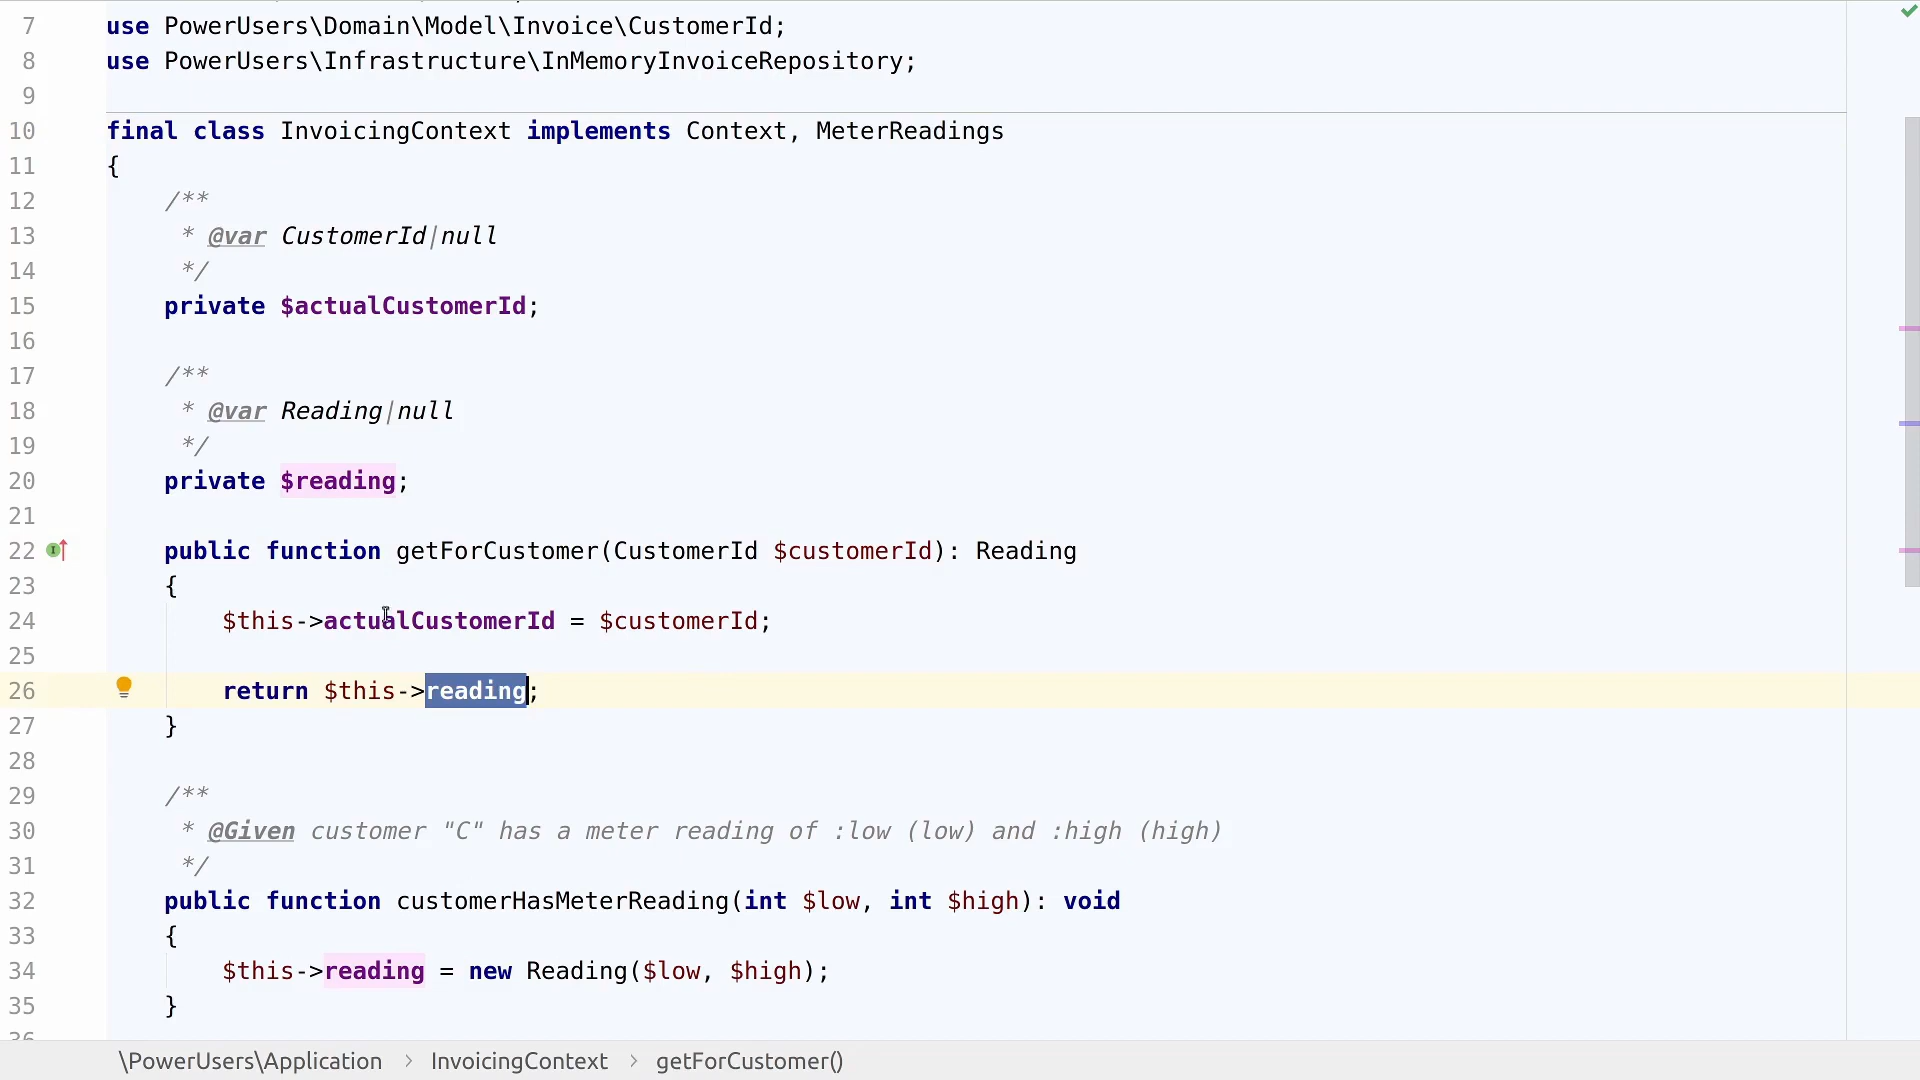 7 use PowerUsers\Domain\Model\Invoice\CustomerId;
8 use PowerUsers\Infrastructure\InMemoryInvoiceRepository;
9
10 final class InvoicingContext implements Context, MeterReadings
11 {
12 /**
13 * @var CustomerId|null
14 */
15 private $actualCustomerId;
16
17 /**
18 * @var Reading|null
19 */
20 private $reading;
21
22 public function getForCustomer(CustomerId $customerId): Reading
23 {
24 $this->actualCustomerId = $customerId;
25
26 return $this->reading;
27 }
28
29 /**
30 * @Given customer "C" has a meter reading of :low (low) and :high (high)
31 */
32 public function customerHasMeterReading(int $low, int $high): void
33 {
34 $this->reading = new Reading($low, $high);
35 }
36
\PowerUsers\Application › InvoicingContext › getForCustomer()